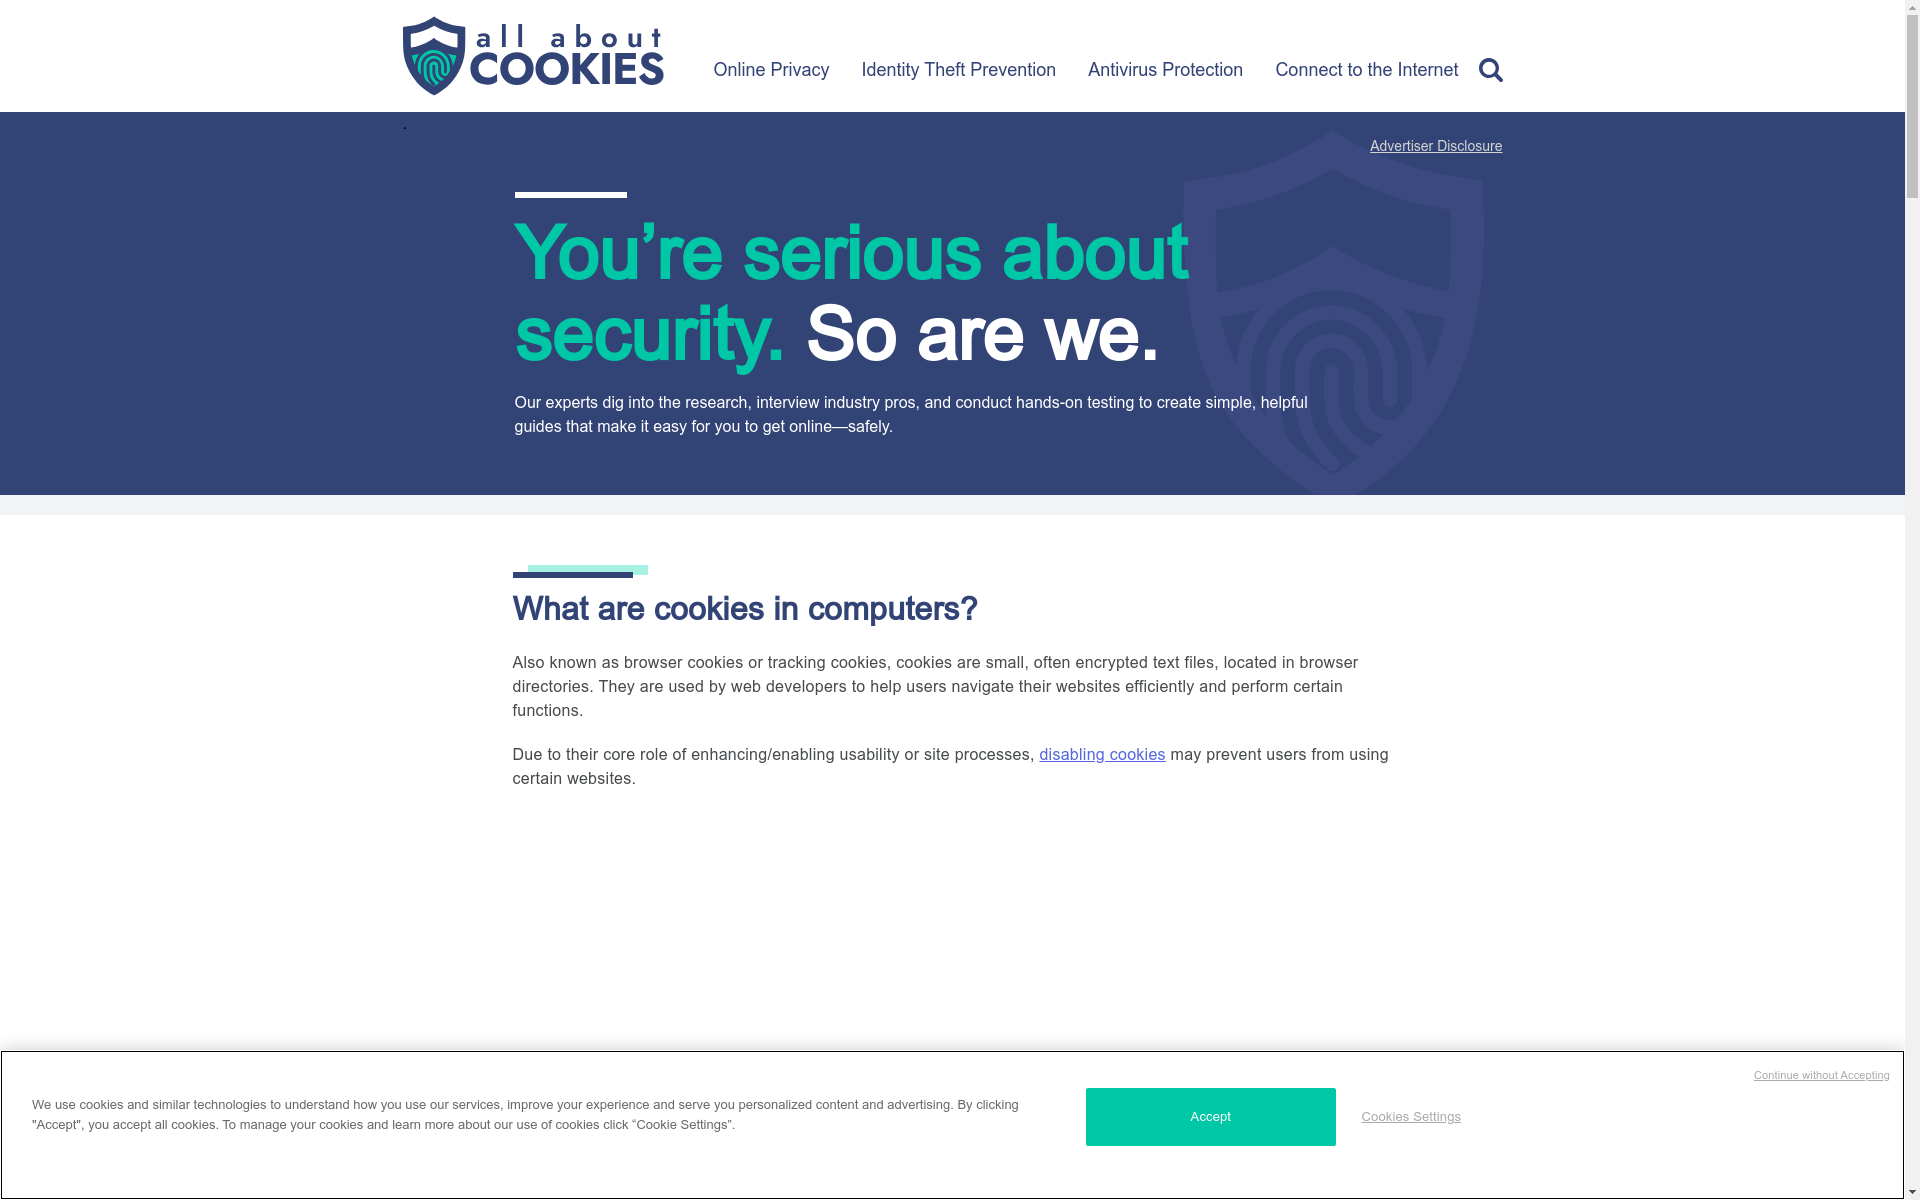 all about
COOKIES
Online Privacy
Identity Theft Prevention
Antivirus Protection
Connect to the Internet
.
Advertiser Disclosure
You’re serious about
security. So are we.
Our experts dig into the research, interview industry pros, and conduct hands-on testing to create simple, helpful
guides that make it easy for you to get online—safely.
What are cookies in computers?
Also known as browser cookies or tracking cookies, cookies are small, often encrypted text files, located in browser
directories. They are used by web developers to help users navigate their websites efficiently and perform certain
functions.
Due to their core role of enhancing/enabling usability or site processes, disabling cookies may prevent users from using
certain websites.
Continue without Accepting
We use cookies and similar technologies to understand how you use our services, improve your experience and serve you personalized content and advertising. By clicking
"Accept", you accept all cookies. To manage your cookies and learn more about our use of cookies click “Cookie Settings”.
Accept
Cookies Settings